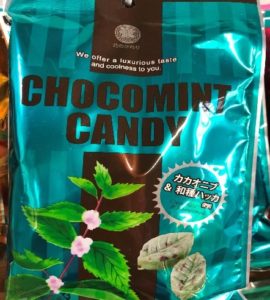 We offer a luxurious taste
and coolness to you.
CHOCOMINT
CANDY
カカオニブ
& 和種ハッカ